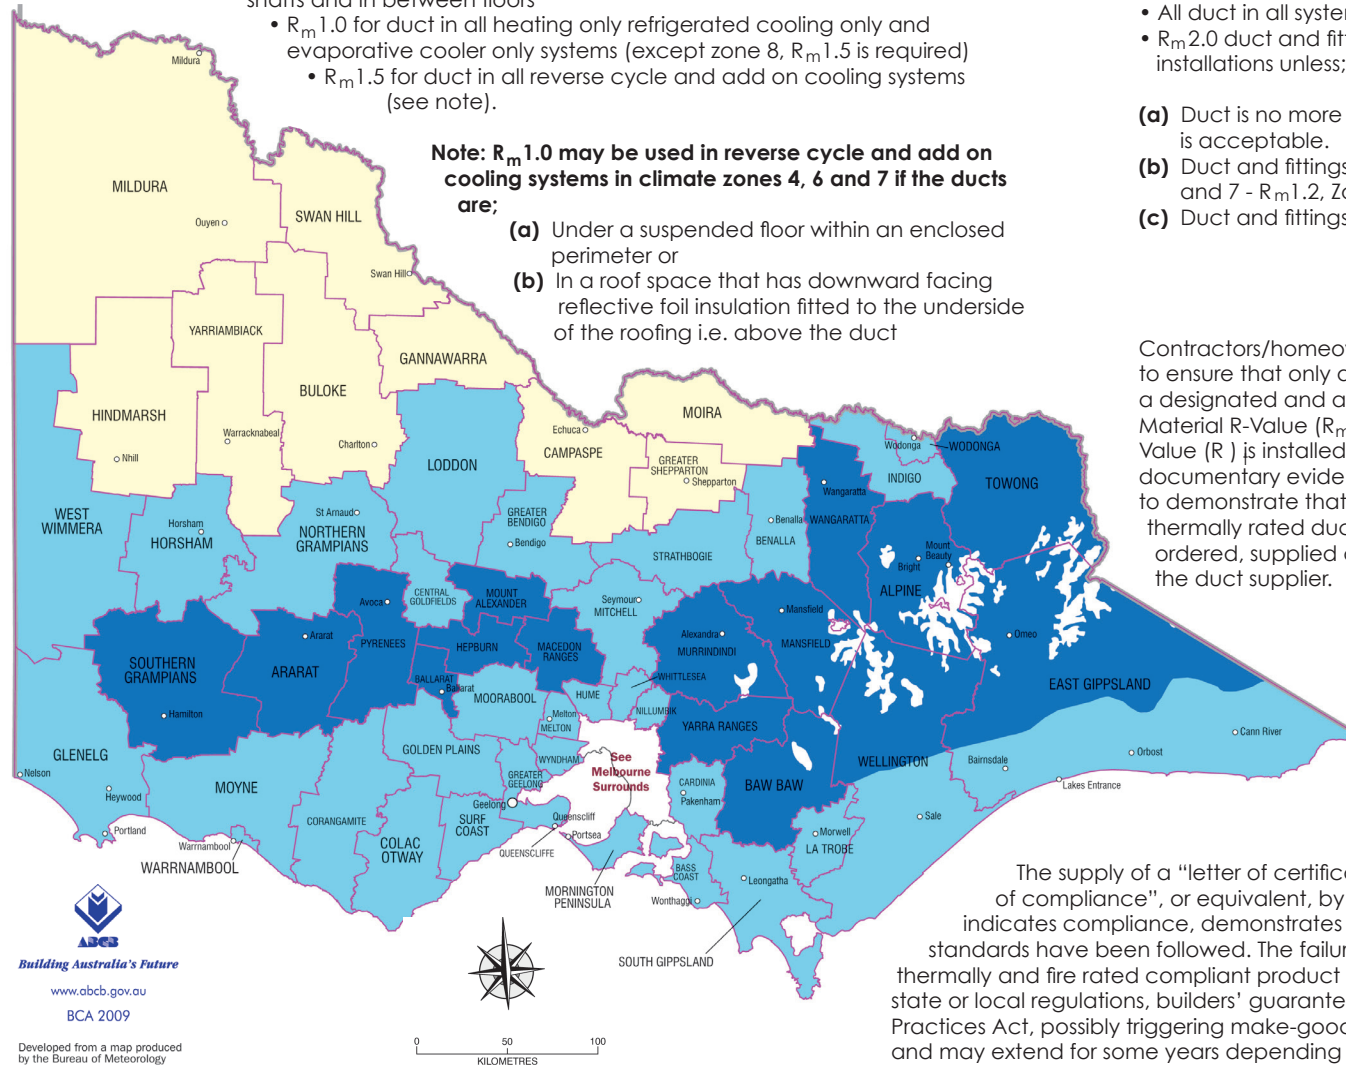 shafts and in between floors
• Rm1.0 for duct in all heating only refrigerated cooling only and
evaporative cooler only systems (except zone 8, Rm1.5 is required)
• Rm1.5 for duct in all reverse cycle and add on cooling systems
(see note).
Note: Rm1.0 may be used in reverse cycle and add on
cooling systems in climate zones 4, 6 and 7 if the ducts
are;
(a) Under a suspended floor within an enclosed
perimeter or
(b) In a roof space that has downward facing
reflective foil insulation fitted to the underside
of the roofing i.e. above the duct
• All duct in all system
• Rm2.0 duct and fitt
installations unless;
(a) Duct is no more
is acceptable.
(b) Duct and fittings
and 7 - Rm1.2, Zo
(c) Duct and fittings
Contractors/homeow
to ensure that only d
a designated and a
Material R-Value (Rm
Value (R ) is installed
documentary evide
to demonstrate that
thermally rated duc
ordered, supplied
the duct supplier.
Mildura
MILDURA
Ouyen
SWAN HILL
Swan Hill
YARRIAMBIACK
GANNAWARRA
BULOKE
HINDMARSH
Warracknabeal
Charlton
Nhill
MOIRA
Echuca
CAMPASPE
GREATER
SHEPPARTON
Shepparton
LODDON
Wodonga
WODONGA
INDIGO
TOWONG
WEST
WIMMERA
Horsham
HORSHAM
St Arnaud
NORTHERN
GRAMPIANS
GREATER
BENDIGO
Bendigo
STRATHBOGIE
Benalla
BENALLA
Wangaratta
WANGARATTA
Mount
Beauty
Bright
ALPINE
Avoca
CENTRAL
GOLDFIELDS
MOUNT
ALEXANDER
Seymour
MITCHELL
Mansfield
MANSFIELD
Omeo
Ararat
ARARAT
PYRENEES
HEPBURN
MACEDON
RANGES
Alexandra
MURRINDINDI
SOUTHERN
GRAMPIANS
Hamilton
BALLARAT
Ballarat
MOORABOOL
HUME
WHITTLESEA
NILLUMBIK
EAST GIPPSLAND
Melton
MELTON
YARRA RANGES
GLENELG
Nelson
Heywood
Portland
MOYNE
Warrnambool
WARRNAMBOOL
GOLDEN PLAINS
WYNDHAM
See
Melbourne
Surrounds
GREATER
GEELONG
Geelong
CORANGAMITE
COLAC
OTWAY
SURF
COAST
Queenscliff
QUEENSCLIFFE
Portsea
MORNINGTON
PENINSULA
CARDINIA
Pakenham
BAW BAW
WELLINGTON
Bairnsdale
Cann River
Orbost
Lakes Entrance
Sale
Morwell
LA TROBE
BASS
COAST
Wonthaggi
Leongatha
SOUTH GIPPSLAND
ABCB
Building Australia's Future
www.abcb.gov.au
BCA 2009
Developed from a map produced
by the Bureau of Meteorology
0 50 100
KILOMETRES
The supply of a “letter of certifica
of compliance”, or equivalent, by
indicates compliance, demonstrates
standards have been followed. The failur
thermally and fire rated compliant product
state or local regulations, builders’ guarante
Practices Act, possibly triggering make-good
and may extend for some years depending